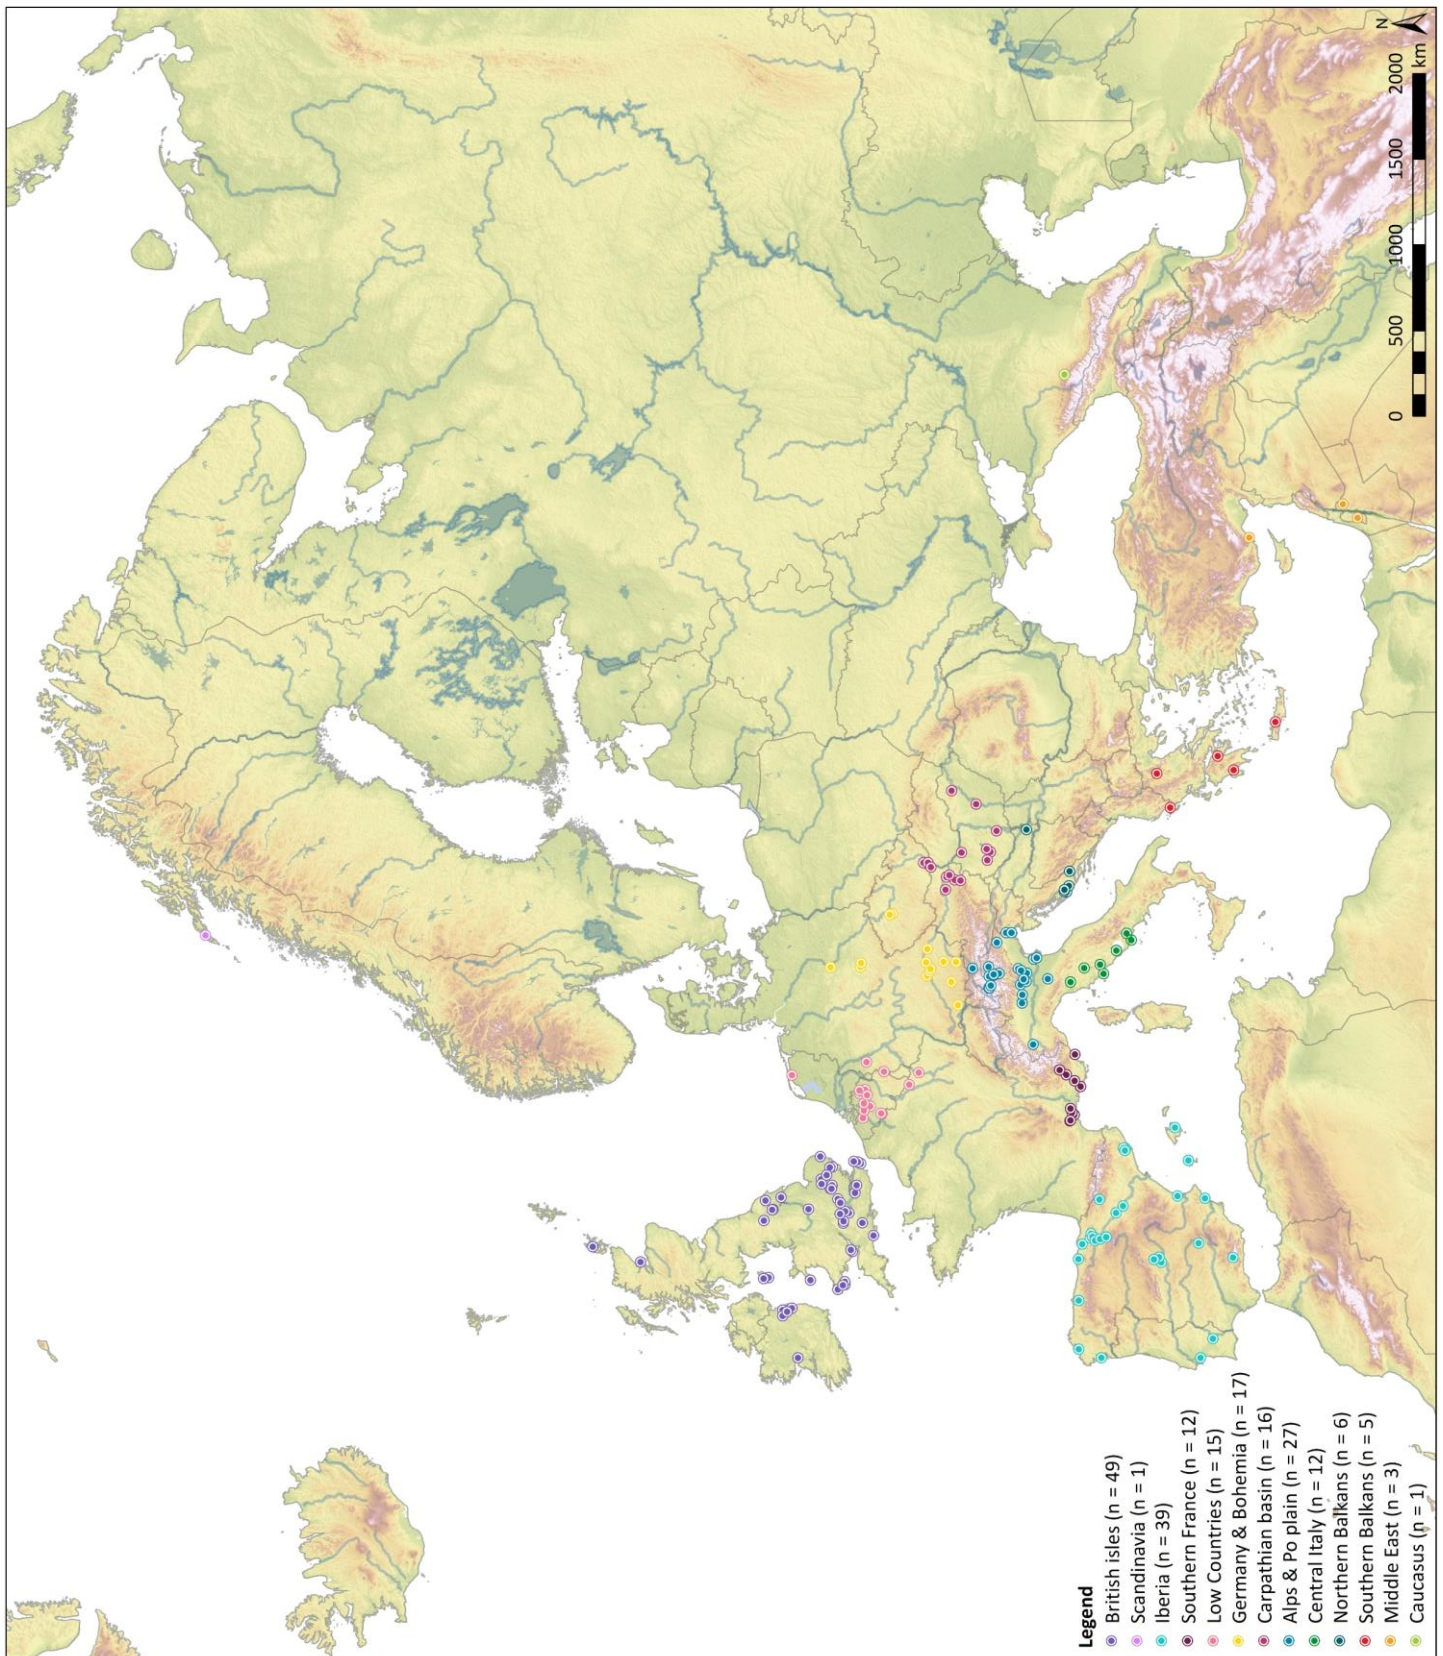 Legend
British isles (n = 49)
Scandinavia (n = 1)
Iberia (n = 39)
Southern France (n = 12)
Low Countries (n = 15)
Germany & Bohemia (n = 17)
Carpathian basin (n = 16)
Alps & Po plain (n = 27)
Central Italy (n = 12)
Northern Balkans (n = 6)
Southern Balkans (n = 5)
Middle East (n = 3)
Caucasus (n = 1)
N
0 500 1000 1500 2000
km